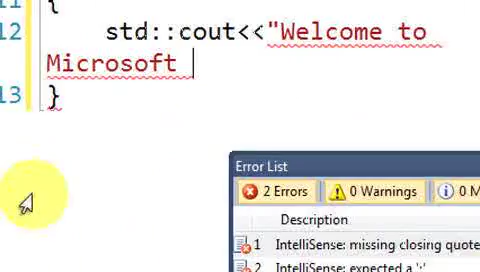 11 {
12 std::cout<<"Welcome to
Microsoft
13 }
Error List
2 Errors 0 Warnings 0 M
Description
1 IntelliSense: missing closing quote
2 IntelliSense: expected a ';'